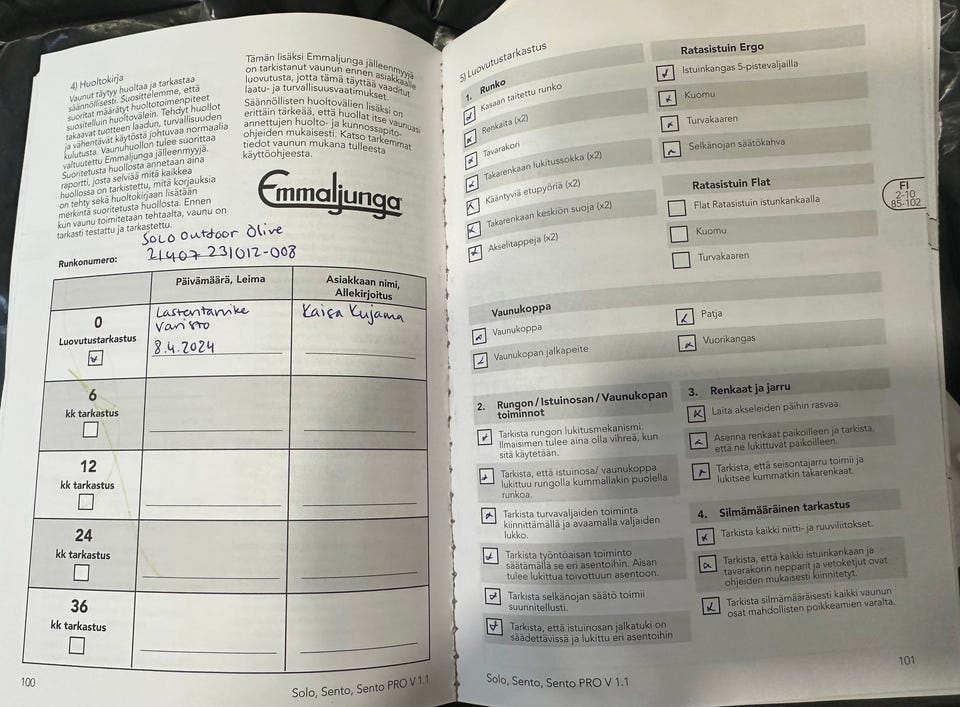 4) Huoltokirja
Vaunut täytyy huoltaa ja tarkastaa
säännöllisesti. Suosittelemme, että
suoritat määrätyt huoltotoimenpiteet
suositelluin huoltovälein. Tehdyt huollot
takaavat tuotteen laadun, turvallisuuden
ja vähentävät käytöstä johtuvaa normaalia
kulutusta. Vaunuhuollon tulee suorittaa
valtuutettu Emmaljunga jälleenmyyjä.
Suoritetusta huollosta annetaan aina
raportti, josta selviää mitä kaikkea
huollossa on tarkistettu, mitä korjauksia
on tehty sekä huoltokirjaan lisätään
merkintä suoritetusta huollosta. Ennen
kun vaunu toimitetaan tehtaalta, vaunu on
tarkasti testattu ja tarkastettu.
Tämän lisäksi Emmaljunga jälleenmyyjä
on tarkistanut vaunun ennen asiakkaalle
luovutusta, jotta tämä täyttää vaaditut
laatu- ja turvallisuusvaatimukset.
Säännöllisten huoltovälien lisäksi on
erittäin tärkeää, että huollat itse vaunuasi
annettujen huolto- ja kunnossapito-
ohjeiden mukaisesti. Katso tarkemmat
tiedot vaunun mukana tulleesta
käyttöohjeesta.
Emmaljunga
Solo Outdoor Olive
Runkonumero: 21407 231012-008
Päivämäärä, Leima
Asiakkaan nimi,
Allekirjoitus
0
Luovutustarkastus
Lastentarvike
Varisto
8.4.2024
Kaisa Kujama
6
kk tarkastus
12
kk tarkastus
24
kk tarkastus
36
kk tarkastus
100
Solo, Sento, Sento PRO V 1.1
5) Luovutustarkastus
1. Runko
Kasaan taitettu runko
Renkaita (x2)
Tavarakori
Takarenkaan lukitussokka (x2)
Kääntyviä etupyöriä (x2)
Takarenkaan keskiön suoja (x2)
Akselitappeja (x2)
Ratasistuin Ergo
Istuinkangas 5-pistevaljailla
Kuomu
Turvakaaren
Selkänojan säätökahva
Ratasistuin Flat
Flat Ratasistuin istunkankaalla
Kuomu
Turvakaaren
FI
2-10
85-102
Vaunukoppa
Vaunukoppa
Vaunukopan jalkapeite
Patja
Vuorikangas
2. Rungon / Istuinosan / Vaunukopan
toiminnot
Tarkista rungon lukitusmekanismi.
Ilmaisimen tulee aina olla vihreä, kun
sitä käytetään.
Tarkista, että istuinosa/ vaunukoppa
lukittuu rungolla kummallakin puolella
runkoa.
Tarkista turvavaljaiden toiminta
kiinnittämällä ja avaamalla valjaiden
lukko.
Tarkista työntöaisan toiminto
säätämällä se eri asentoihin. Aisan
tulee lukittua toivottuun asentoon.
Tarkista selkänojan säätö toimii
suunnitellusti.
Tarkista, että istuinosan jalkatuki on
säädettävissä ja lukittu eri asentoihin
3. Renkaat ja jarru
Laita akseleiden päihin rasvaa.
Asenna renkaat paikoilleen ja tarkista,
että ne lukittuvat paikoilleen.
Tarkista, että seisontajarru toimii ja
lukitsee kummatkin takarenkaat.
4. Silmämääräinen tarkastus
Tarkista kaikki niitti- ja ruuviliitokset.
Tarkista, että kaikki istuinkankaan ja
tavarakorin nepparit ja vetoketjut ovat
ohjeiden mukaisesti kiinnitetyt.
Tarkista silmämääräisesti kaikki vaunun
osat mahdollisten poikkeamien varalta.
Solo, Sento, Sento PRO V 1.1
101